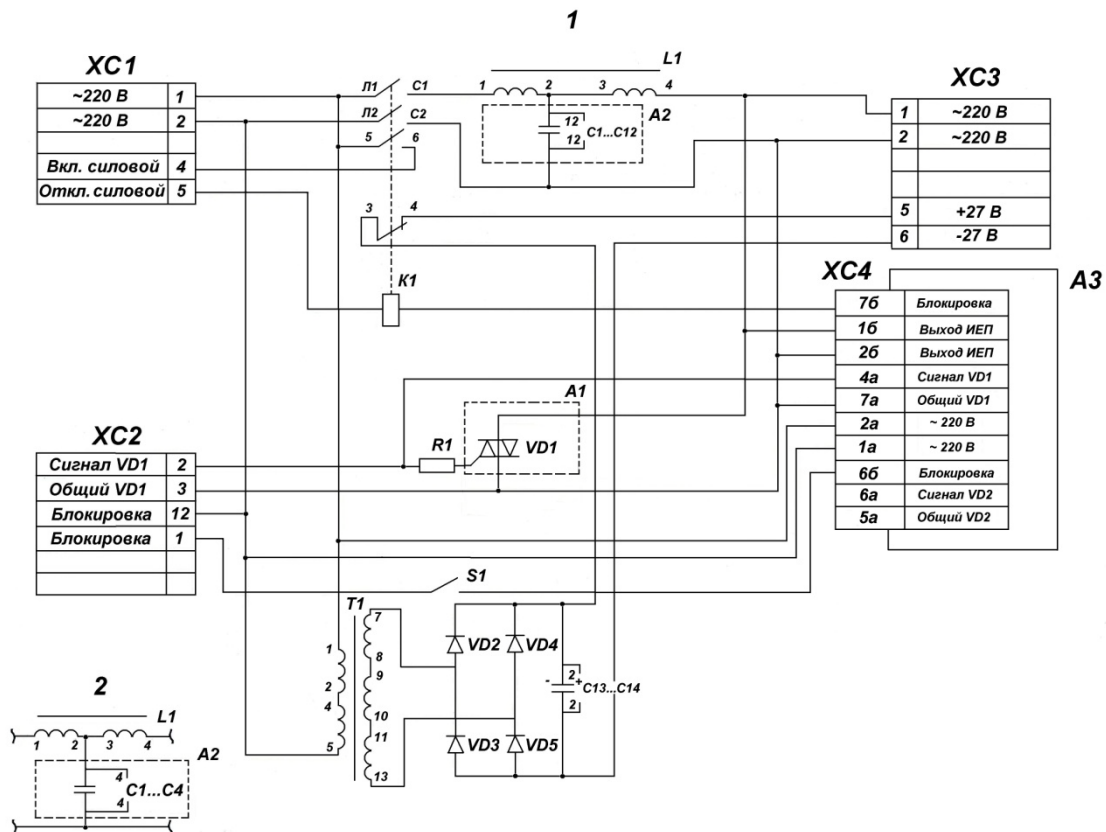 1
XC1
~220 В 1
~220 В 2
Вкл. силовой 4
Откл. силовой 5
Л1 С1
Л2 С2
5 6
3 4
К1
L1
1 2 3 4
A2
12
12
С1...С12
XC3
1 ~220 В
2 ~220 В
5 +27 В
6 -27 В
XC4
A3
7б Блокировка
1б Выход ИЕП
2б Выход ИЕП
4а Сигнал VD1
7а Общий VD1
2а ~ 220 В
1а ~ 220 В
6б Блокировка
6а Сигнал VD2
5а Общий VD2
A1
R1
VD1
XC2
Сигнал VD1 2
Общий VD1 3
Блокировка 12
Блокировка 1
S1
T1
1
2
4
5
7
8
9
10
11
13
VD2 VD4
VD3 VD5
- 2 +
2
С13...С14
2
L1
1 2 3 4
A2
4
4
С1...С4